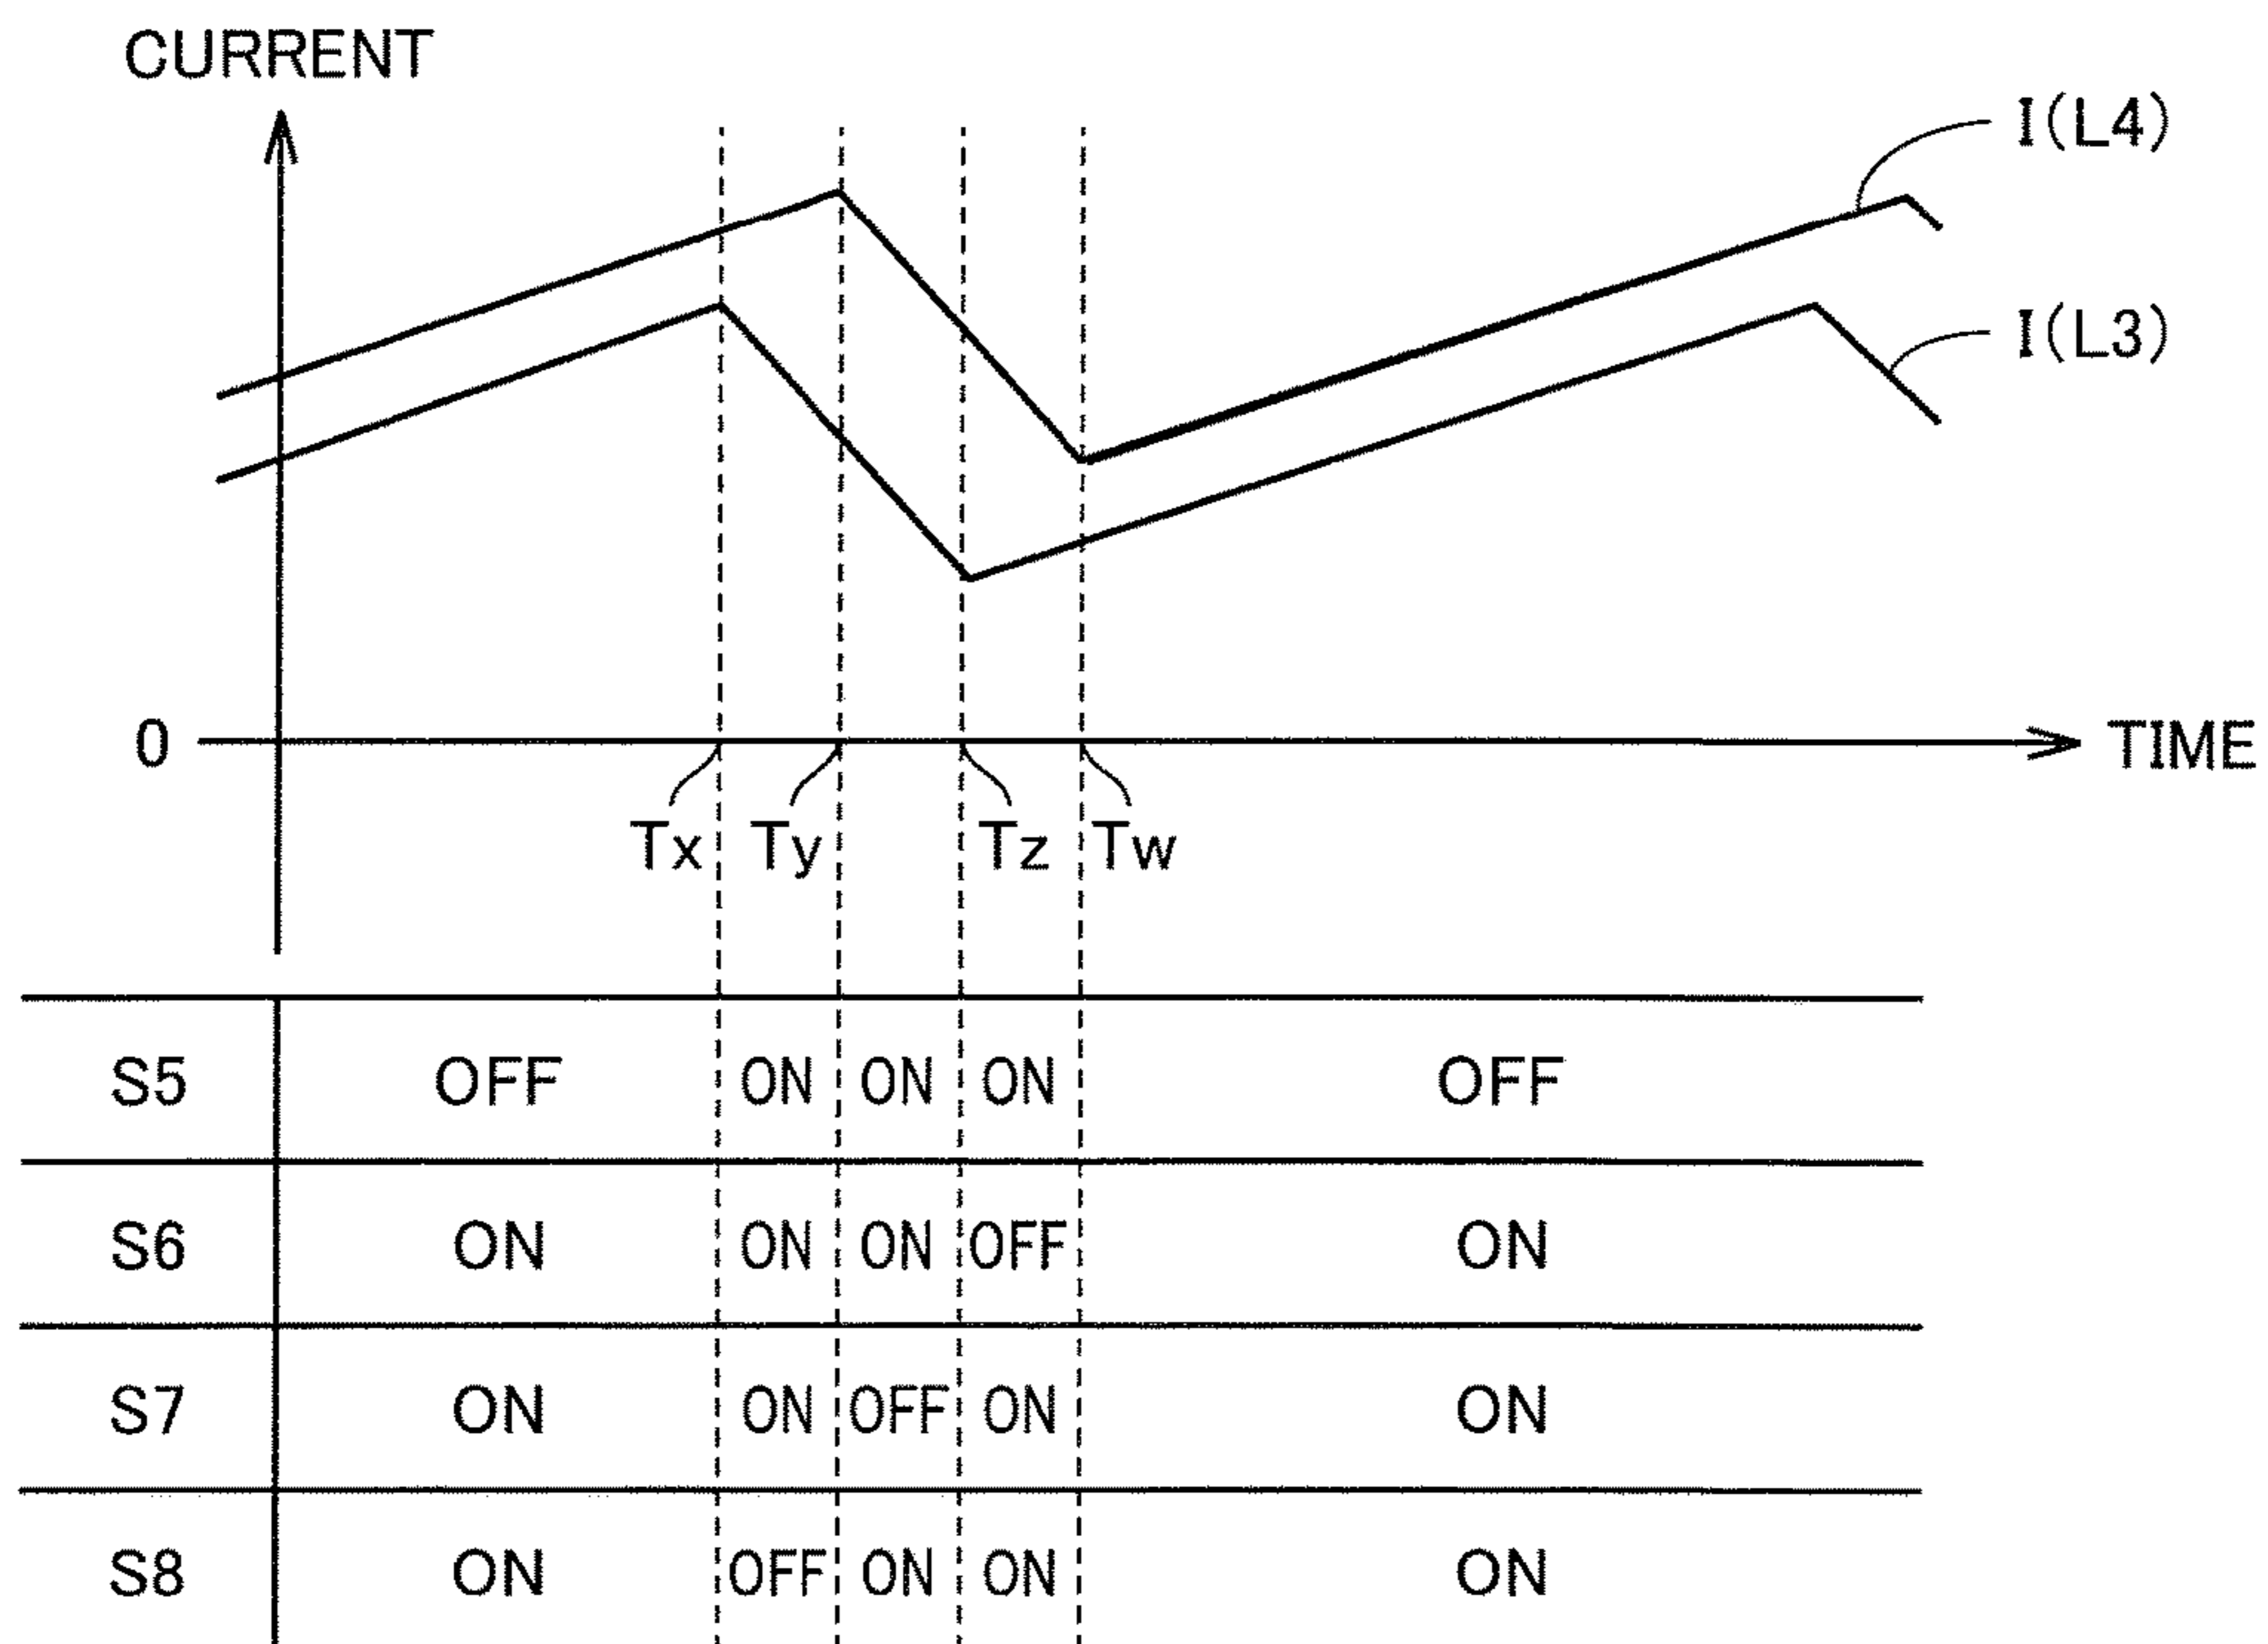 CURRENT
I(L4)
I(L3)
0
TIME
Tx Ty Tz Tw
S5 OFF ON ON ON OFF
S6 ON ON ON OFF ON
S7 ON ON OFF ON ON
S8 ON OFF ON ON ON